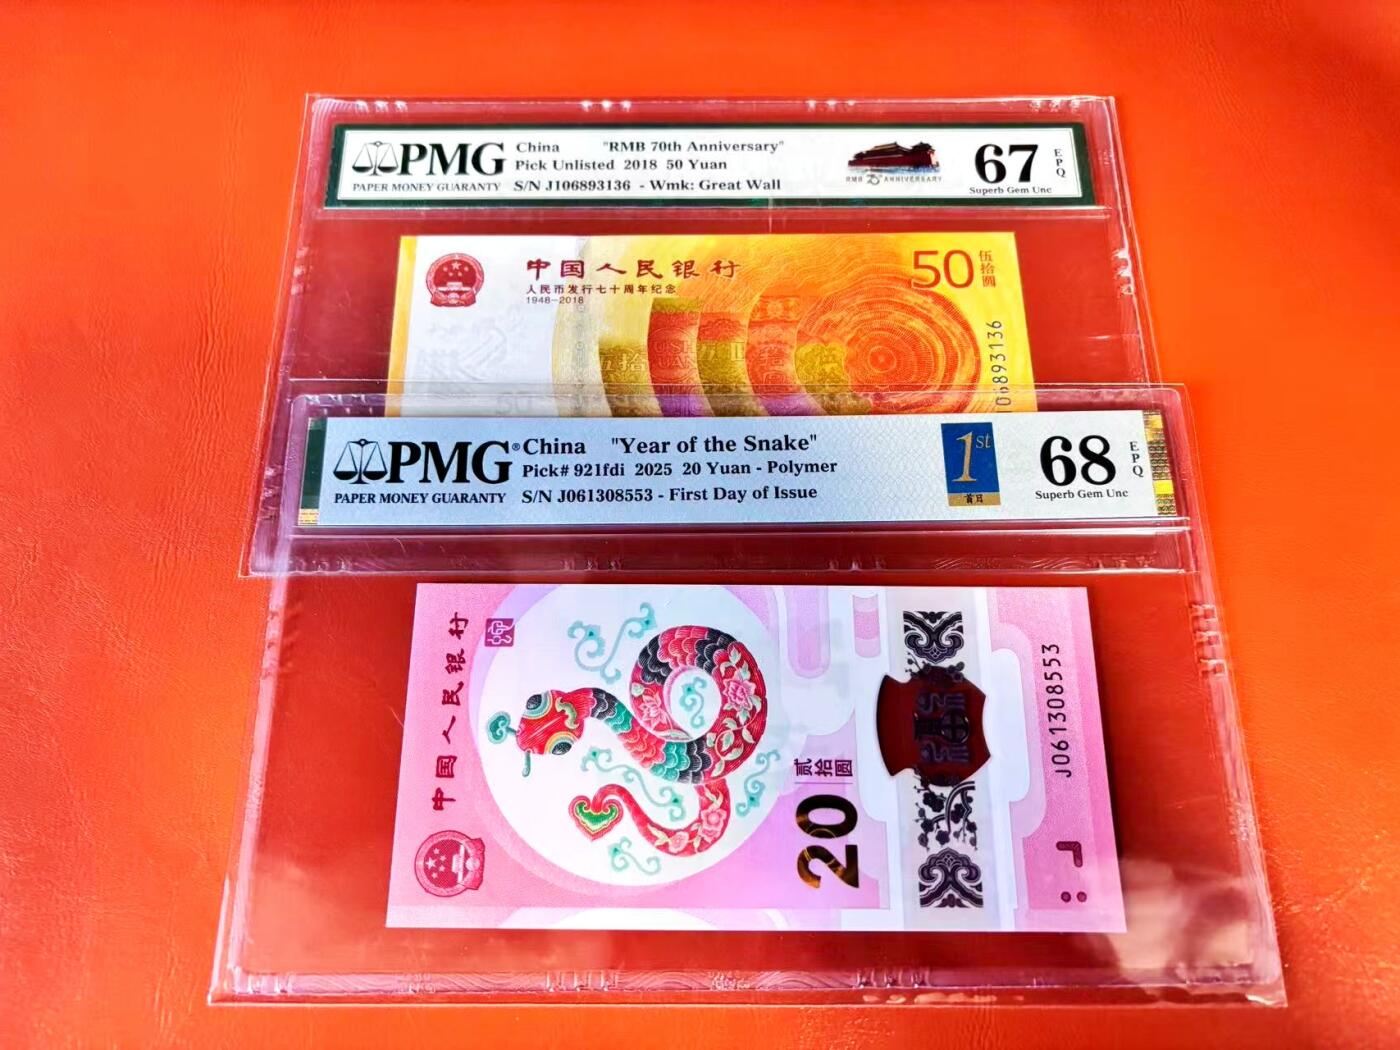 PMG
PAPER MONEY GUARANTY
China "RMB 70th Anniversary"
Pick Unlisted 2018 50 Yuan
S/N J106893136 - Wmk: Great Wall
RMB 70 ANNIVERSARY
67
EPQ
Superb Gem Unc
中国人民银行
人民币发行七十周年纪念
1948-2018
50
伍拾圆
J106893136
50
PMG®
PAPER MONEY GUARANTY
China "Year of the Snake"
Pick# 921fdi 2025 20 Yuan - Polymer
S/N J061308553 - First Day of Issue
1st
首日
68
EPQ
Superb Gem Unc
中国人民银行
20
贰拾圆
J061308553